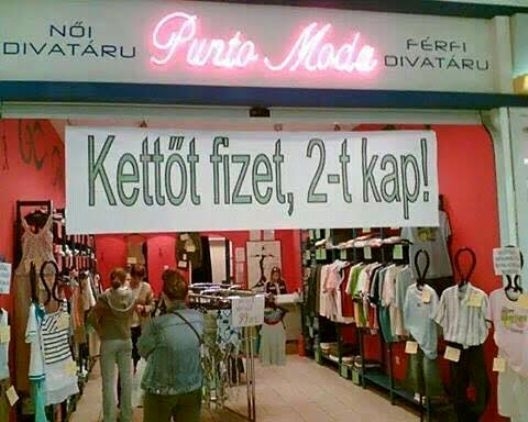 NŐI
DIVATÁRU
Punto Moda
FÉRFI
DIVATÁRU
Kettőt fizet, 2-t kap!